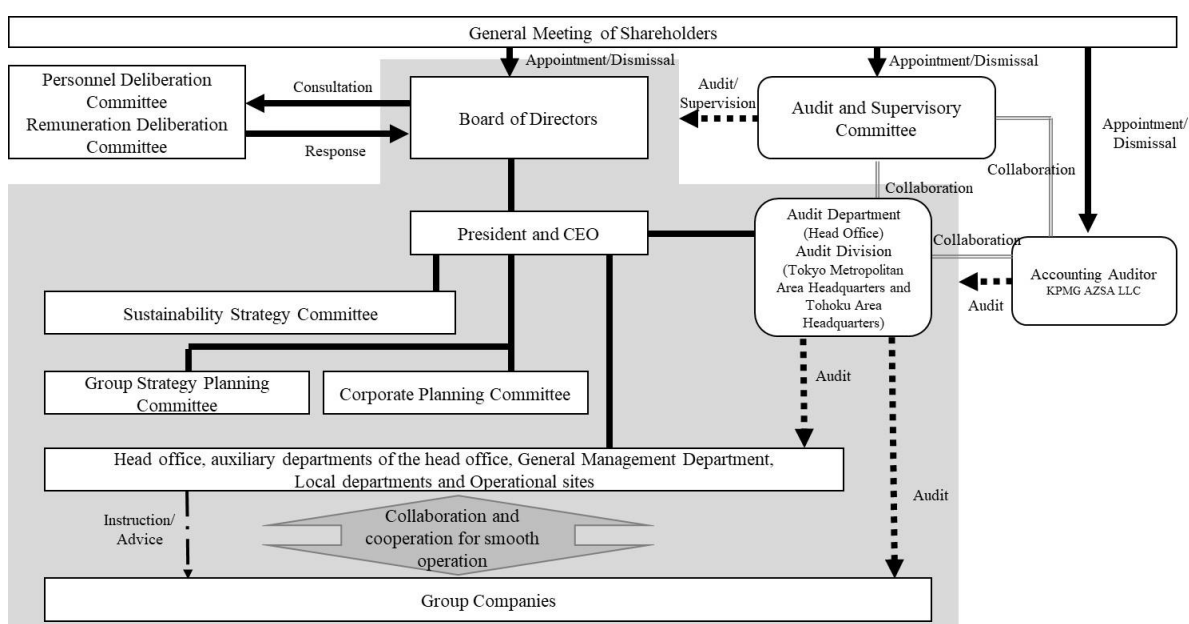 General Meeting of Shareholders
Appointment/Dismissal
Appointment/Dismissal
Appointment/
Dismissal
Personnel Deliberation
Committee
Remuneration Deliberation
Committee
Consultation
Response
Board of Directors
Audit/
Supervision
Audit and Supervisory
Committee
Collaboration
Collaboration
Collaboration
President and CEO
Audit Department
(Head Office)
Audit Division
(Tokyo Metropolitan
Area Headquarters and
Tohoku Area
Headquarters)
Accounting Auditor
KPMG AZSA LLC
Audit
Sustainability Strategy Committee
Group Strategy Planning
Committee
Corporate Planning Committee
Audit
Head office, auxiliary departments of the head office, General Management Department,
Local departments and Operational sites
Instruction/
Advice
Collaboration and
cooperation for smooth
operation
Audit
Group Companies